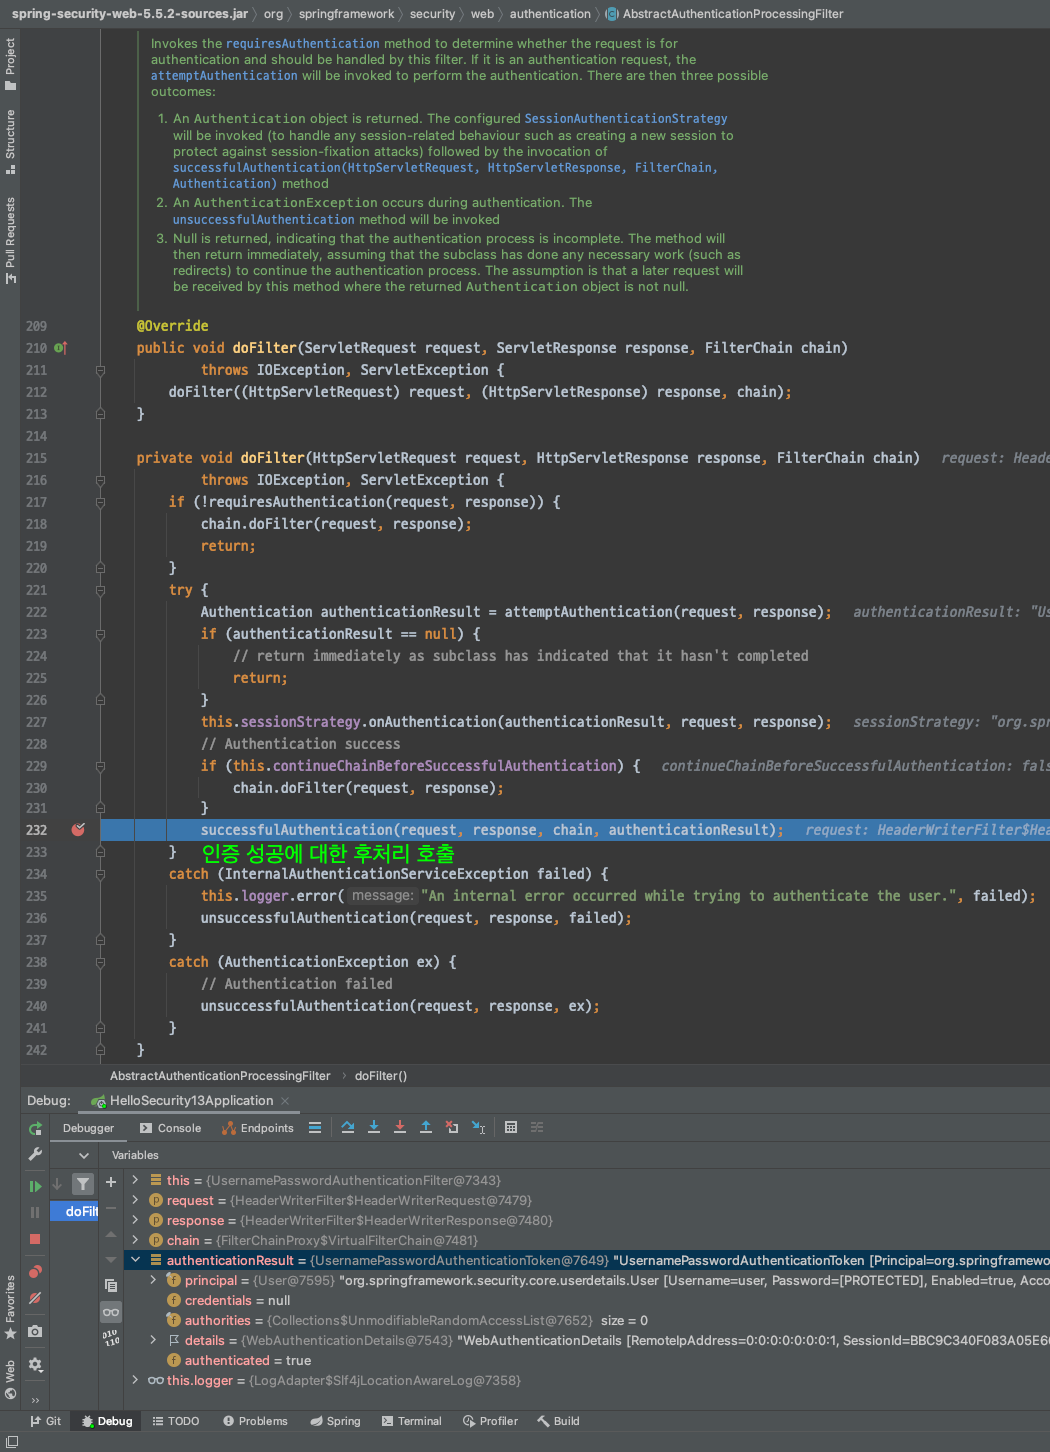 spring-security-web-5.5.2-sources.jar › org › springframework › security › web › authentication › AbstractAuthenticationProcessingFilter
Project
Structure
Pull Requests
Invokes the requiresAuthentication method to determine whether the request is for
authentication and should be handled by this filter. If it is an authentication request, the
attemptAuthentication will be invoked to perform the authentication. There are then three possible
outcomes:
1. An Authentication object is returned. The configured SessionAuthenticationStrategy
will be invoked (to handle any session-related behaviour such as creating a new session to
protect against session-fixation attacks) followed by the invocation of
successfulAuthentication(HttpServletRequest, HttpServletResponse, FilterChain,
Authentication) method
2. An AuthenticationException occurs during authentication. The
unsuccessfulAuthentication method will be invoked
3. Null is returned, indicating that the authentication process is incomplete. The method will
then return immediately, assuming that the subclass has done any necessary work (such as
redirects) to continue the authentication process. The assumption is that a later request will
be received by this method where the returned Authentication object is not null.
209 @Override
210 public void doFilter(ServletRequest request, ServletResponse response, FilterChain chain)
211 throws IOException, ServletException {
212 doFilter((HttpServletRequest) request, (HttpServletResponse) response, chain);
213 }
214
215 private void doFilter(HttpServletRequest request, HttpServletResponse response, FilterChain chain) request: Heade
216 throws IOException, ServletException {
217 if (!requiresAuthentication(request, response)) {
218 chain.doFilter(request, response);
219 return;
220 }
221 try {
222 Authentication authenticationResult = attemptAuthentication(request, response); authenticationResult: "Us
223 if (authenticationResult == null) {
224 // return immediately as subclass has indicated that it hasn't completed
225 return;
226 }
227 this.sessionStrategy.onAuthentication(authenticationResult, request, response); sessionStrategy: "org.spr
228 // Authentication success
229 if (this.continueChainBeforeSuccessfulAuthentication) { continueChainBeforeSuccessfulAuthentication: fals
230 chain.doFilter(request, response);
231 }
232 successfulAuthentication(request, response, chain, authenticationResult); request: HeaderWriterFilter$Hea
233 } 인증 성공에 대한 후처리 호출
234 catch (InternalAuthenticationServiceException failed) {
235 this.logger.error( message: "An internal error occurred while trying to authenticate the user.", failed);
236 unsuccessfulAuthentication(request, response, failed);
237 }
238 catch (AuthenticationException ex) {
239 // Authentication failed
240 unsuccessfulAuthentication(request, response, ex);
241 }
242 }
AbstractAuthenticationProcessingFilter › doFilter()
Debug: HelloSecurity13Application ×
Debugger Console Endpoints
Variables
this = {UsernamePasswordAuthenticationFilter@7343}
request = {HeaderWriterFilter$HeaderWriterRequest@7479}
doFilt
response = {HeaderWriterFilter$HeaderWriterResponse@7480}
chain = {FilterChainProxy$VirtualFilterChain@7481}
authenticationResult = {UsernamePasswordAuthenticationToken@7649} "UsernamePasswordAuthenticationToken [Principal=org.springframewo
principal = {User@7595} "org.springframework.security.core.userdetails.User [Username=user, Password=[PROTECTED], Enabled=true, Acco
credentials = null
authorities = {Collections$UnmodifiableRandomAccessList@7652} size = 0
details = {WebAuthenticationDetails@7543} "WebAuthenticationDetails [RemoteIpAddress=0:0:0:0:0:0:0:1, SessionId=BBC9C340F083A05E6
authenticated = true
this.logger = {LogAdapter$Slf4jLocationAwareLog@7358}
Favorites
Web
Git Debug TODO Problems Spring Terminal Profiler Build